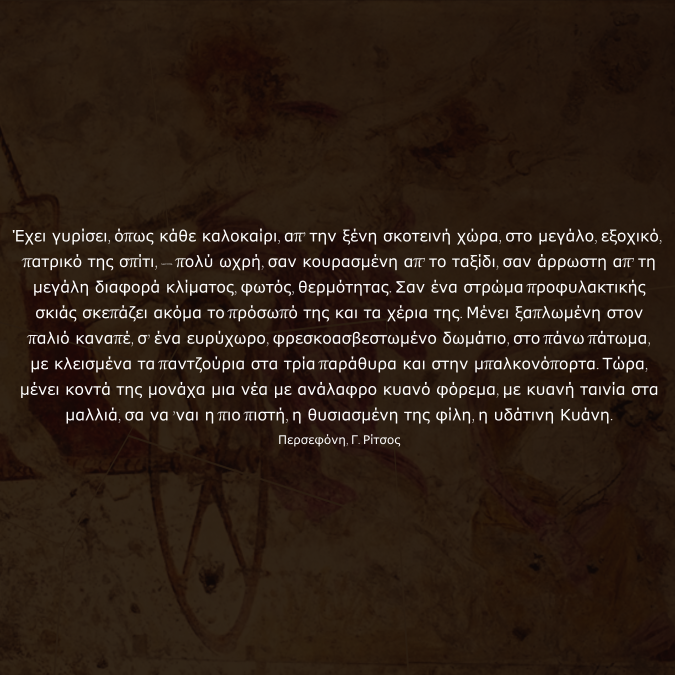 Έχει γυρίσει, όπως κάθε καλοκαίρι, απ' την ξένη σκοτεινή χώρα, στο μεγάλο, εξοχικό,
πατρικό της σπίτι, —πολύ ωχρή, σαν κουρασμένη απ' το ταξίδι, σαν άρρωστη απ' τη
μεγάλη διαφορά κλίματος, φωτός, θερμότητας. Σαν ένα στρώμα προφυλακτικής
σκιάς σκεπάζει ακόμα το πρόσωπό της και τα χέρια της. Μένει ξαπλωμένη στον
παλιό καναπέ, σ' ένα ευρύχωρο, φρεσκοασβεστωμένο δωμάτιο, στο πάνω πάτωμα,
με κλεισμένα τα παντζούρια στα τρία παράθυρα και στην μπαλκονόπορτα. Τώρα,
μένει κοντά της μονάχα μια νέα με ανάλαφρο κυανό φόρεμα, με κυανή ταινία στα
μαλλιά, σα να 'ναι η πιο πιστή, η θυσιασμένη της φίλη, η υδάτινη Κυάνη.
Περσεφόνη, Γ. Ρίτσος